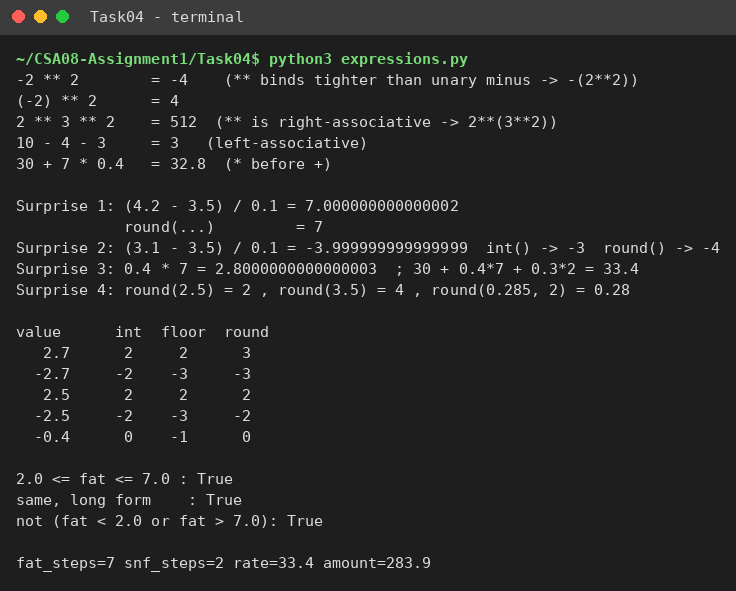 Task04 - terminal
~/CSA08-Assignment1/Task04$ python3 expressions.py
-2 ** 2        = -4    (** binds tighter than unary minus -> -(2**2))
(-2) ** 2      = 4
2 ** 3 ** 2    = 512  (** is right-associative -> 2**(3**2))
10 - 4 - 3     = 3   (left-associative)
30 + 7 * 0.4   = 32.8  (* before +)
Surprise 1: (4.2 - 3.5) / 0.1 = 7.000000000000002
            round(...)         = 7
Surprise 2: (3.1 - 3.5) / 0.1 = -3.999999999999999  int() -> -3  round() -> -4
Surprise 3: 0.4 * 7 = 2.8000000000000003  ; 30 + 0.4*7 + 0.3*2 = 33.4
Surprise 4: round(2.5) = 2 , round(3.5) = 4 , round(0.285, 2) = 0.28
value      int  floor  round
   2.7      2     2      3
  -2.7     -2    -3     -3
   2.5      2     2      2
  -2.5     -2    -3     -2
  -0.4      0    -1      0
2.0 <= fat <= 7.0 : True
same, long form    : True
not (fat < 2.0 or fat > 7.0): True
fat_steps=7 snf_steps=2 rate=33.4 amount=283.9